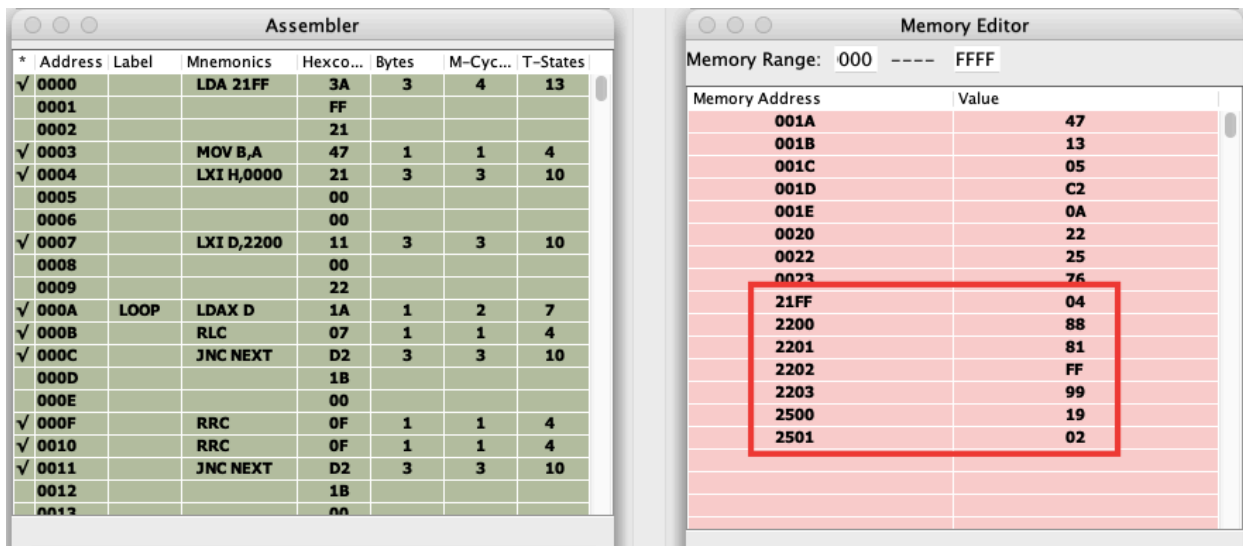 Assembler
* Address Label Mnemonics Hexco... Bytes M-Cyc... T-States
√ 0000 LDA 21FF 3A 3 4 13
0001 FF
0002 21
√ 0003 MOV B,A 47 1 1 4
√ 0004 LXI H,0000 21 3 3 10
0005 00
0006 00
√ 0007 LXI D,2200 11 3 3 10
0008 00
0009 22
√ 000A LOOP LDAX D 1A 1 2 7
√ 000B RLC 07 1 1 4
√ 000C JNC NEXT D2 3 3 10
000D 1B
000E 00
√ 000F RRC 0F 1 1 4
√ 0010 RRC 0F 1 1 4
√ 0011 JNC NEXT D2 3 3 10
0012 1B
0013 00
Memory Editor
Memory Range: 000 ---- FFFF
Memory Address Value
001A 47
001B 13
001C 05
001D C2
001E 0A
0020 22
0022 25
0023 76
21FF 04
2200 88
2201 81
2202 FF
2203 99
2500 19
2501 02